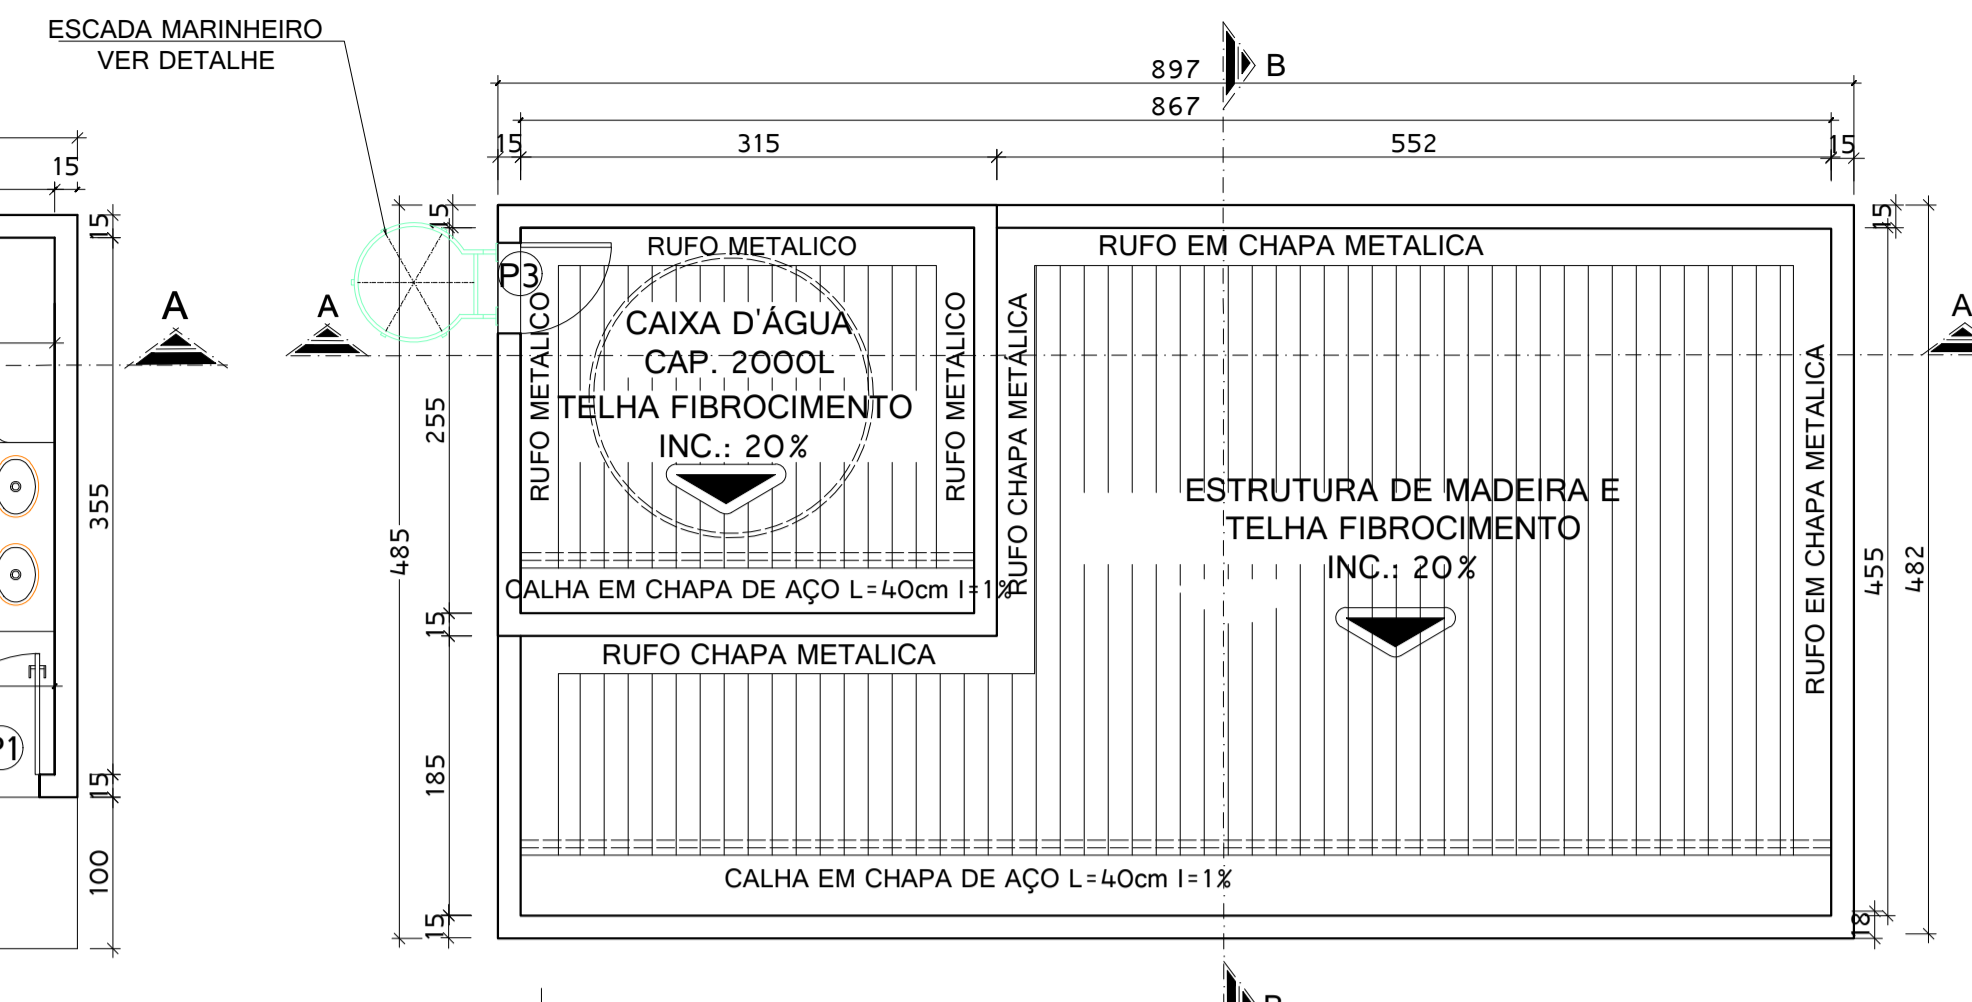 ESCADA MARINHEIRO
VER DETALHE
B
897
867
15
315
552
15
15
15
15
15
15
A
A
A
P3
RUFO METALICO
RUFO EM CHAPA METALICA
RUFO METALICO
RUFO METALICO
RUFO CHAPA METÁLICA
RUFO EM CHAPA METALICA
CAIXA D'ÁGUA
CAP. 2000L
TELHA FIBROCIMENTO
INC.: 20%
255
355
485
ESTRUTURA DE MADEIRA E
TELHA FIBROCIMENTO
INC.: 20%
455
482
CALHA EM CHAPA DE AÇO L=40cm I=1%
15
RUFO CHAPA METALICA
P1
185
15
100
CALHA EM CHAPA DE AÇO L=40cm I=1%
15
18
B